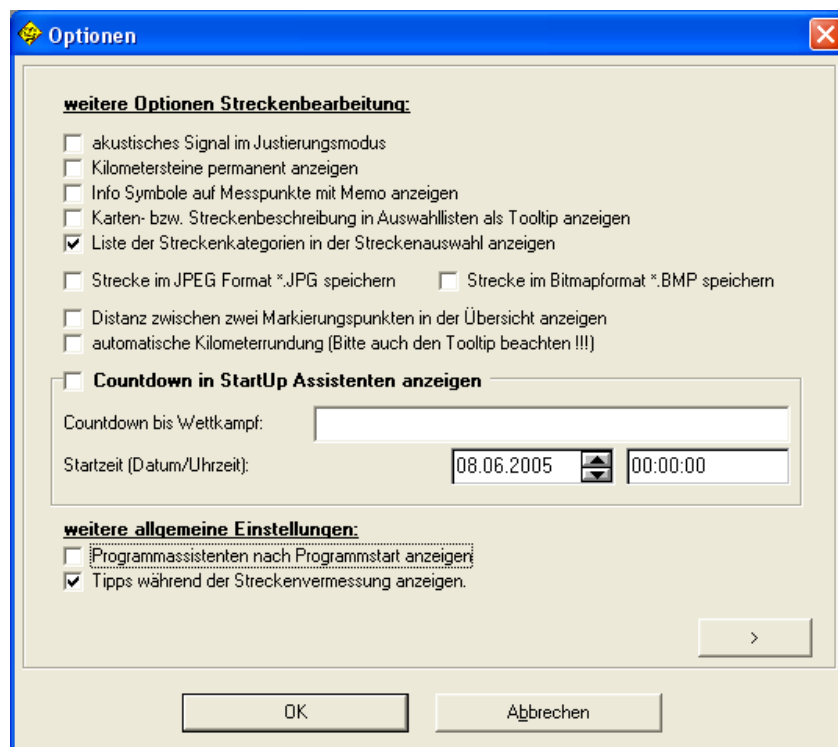 Optionen
weitere Optionen Streckenbearbeitung:
akustisches Signal im Justierungsmodus
Kilometersteine permanent anzeigen
Info Symbole auf Messpunkte mit Memo anzeigen
Karten- bzw. Streckenbeschreibung in Auswahllisten als Tooltip anzeigen
Liste der Streckenkategorien in der Streckenauswahl anzeigen
Strecke im JPEG Format *.JPG speichern Strecke im Bitmapformat *.BMP speichern
Distanz zwischen zwei Markierungspunkten in der Übersicht anzeigen
automatische Kilometerrundung (Bitte auch den Tooltip beachten !!!)
Countdown in StartUp Assistenten anzeigen
Countdown bis Wettkampf:
Startzeit (Datum/Uhrzeit): 08.06.2005 00:00:00
weitere allgemeine Einstellungen:
Programmassistenten nach Programmstart anzeigen
Tipps während der Streckenvermessung anzeigen.
>
OK Abbrechen